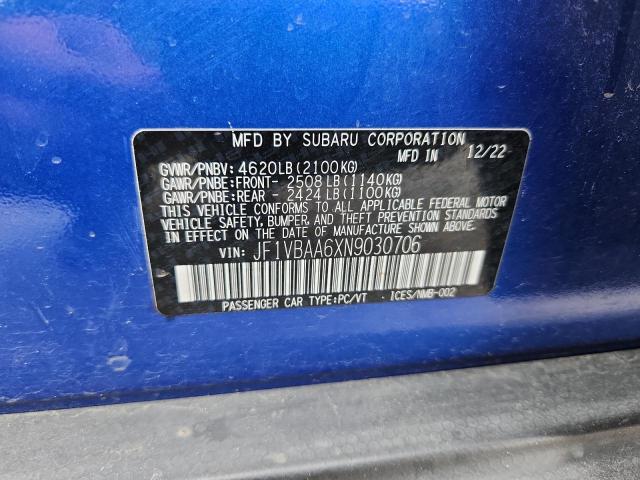 MFD BY SUBARU CORPORATION
MFD IN 12/22
GVWR/PNBV: 4620LB(2100KG)
GAWR/PNBE:FRONT- 2508LB(1140KG)
GAWR/PNBE:REAR - 2424LB(1100KG)
THIS VEHICLE CONFORMS TO ALL APPLICABLE FEDERAL MOTOR
VEHICLE SAFETY, BUMPER, AND THEFT PREVENTION STANDARDS
IN EFFECT ON THE DATE OF MANUFACTURE SHOWN ABOVE.
VIN: JF1VBAA6XN9030706
PASSENGER CAR TYPE:PC/VT ICES/NMB-002